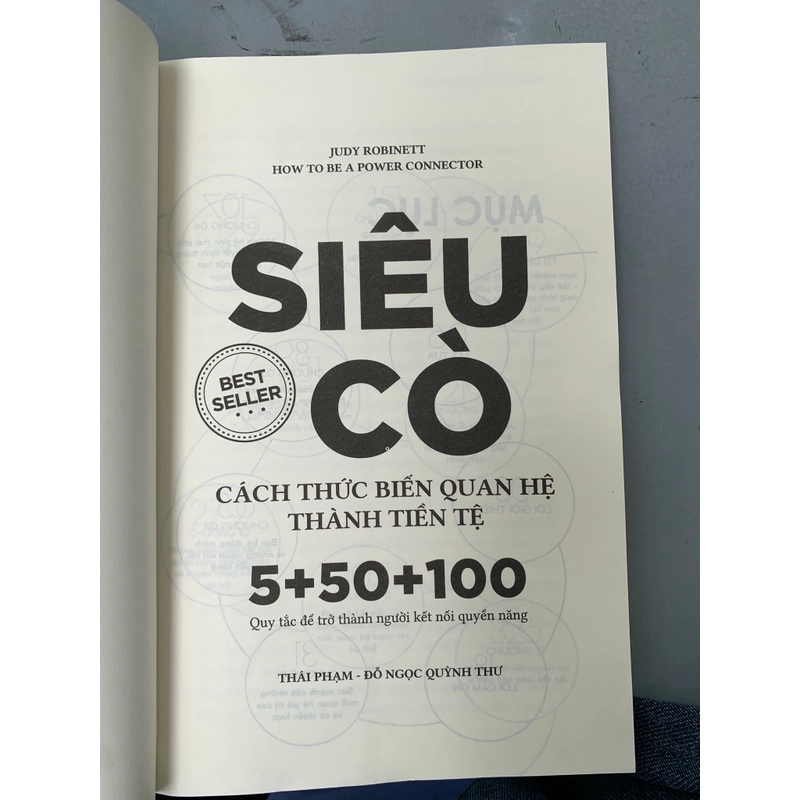 JUDY ROBINETT
HOW TO BE A POWER CONNECTOR
SIÊU
CÒ
BEST
SELLER
CÁCH THỨC BIẾN QUAN HỆ
THÀNH TIỀN TỆ
5+50+100
Quy tắc để trở thành người kết nối quyền năng
THÁI PHẠM - ĐỖ NGỌC QUỲNH THƯ
MỤC LỤC